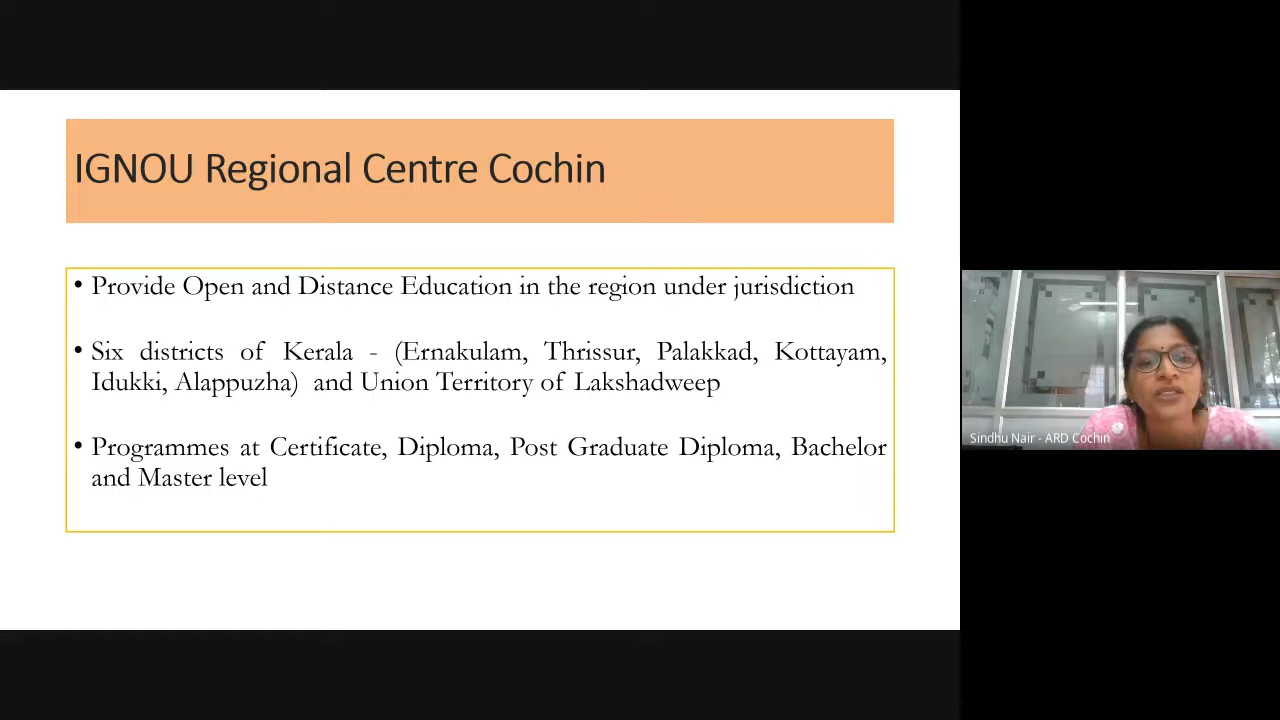 IGNOU Regional Centre Cochin
• Provide Open and Distance Education in the region under jurisdiction
• Six districts of Kerala - (Ernakulam, Thrissur, Palakkad, Kottayam,
Idukki, Alappuzha) and Union Territory of Lakshadweep
• Programmes at Certificate, Diploma, Post Graduate Diploma, Bachelor
and Master level
Sindhu Nair - ARD Cochin